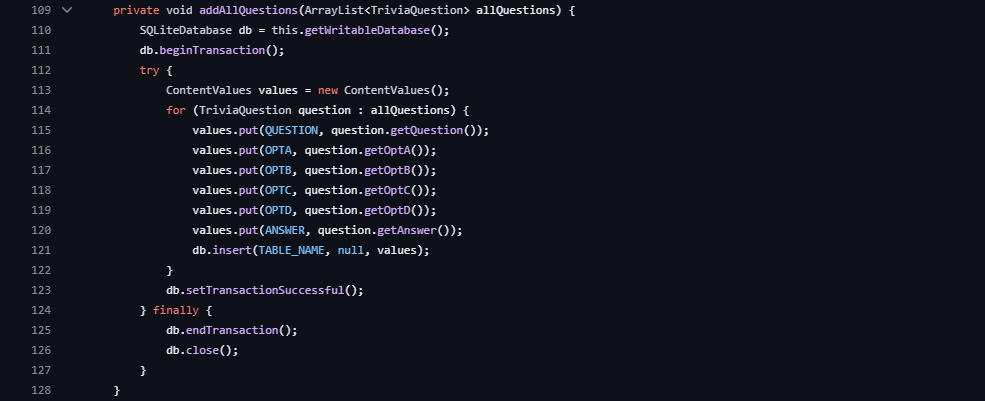 109 private void addAllQuestions(ArrayList<TriviaQuestion> allQuestions) {
110 SQLiteDatabase db = this.getWritableDatabase();
111 db.beginTransaction();
112 try {
113 ContentValues values = new ContentValues();
114 for (TriviaQuestion question : allQuestions) {
115 values.put(QUESTION, question.getQuestion());
116 values.put(OPTA, question.getOptA());
117 values.put(OPTB, question.getOptB());
118 values.put(OPTC, question.getOptC());
119 values.put(OPTD, question.getOptD());
120 values.put(ANSWER, question.getAnswer());
121 db.insert(TABLE_NAME, null, values);
122 }
123 db.setTransactionSuccessful();
124 } finally {
125 db.endTransaction();
126 db.close();
127 }
128 }